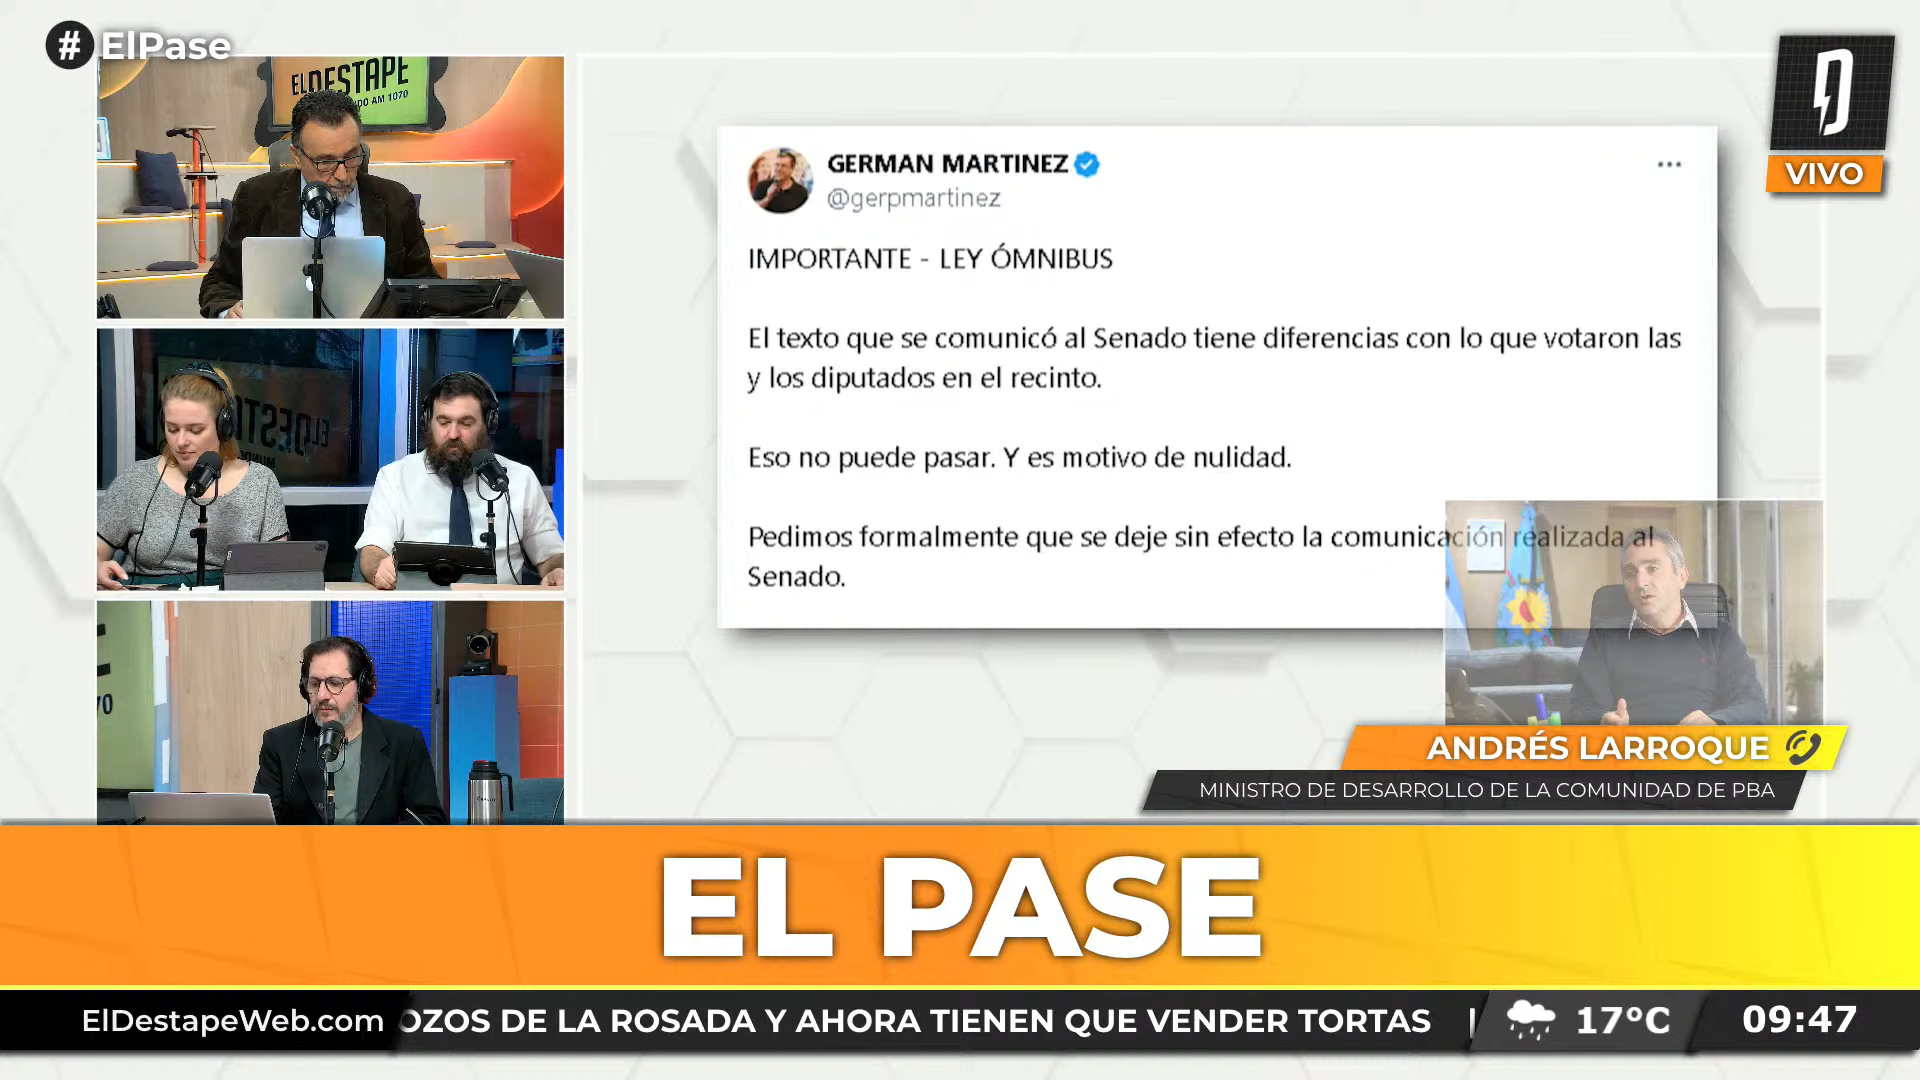 # ElPase
ELDESTAPE
AM 1070
VIVO
GERMAN MARTINEZ
@gerpmartinez
IMPORTANTE - LEY ÓMNIBUS
El texto que se comunicó al Senado tiene diferencias con lo que votaron las
y los diputados en el recinto.
Eso no puede pasar. Y es motivo de nulidad.
Pedimos formalmente que se deje sin efecto la comunicación realizada al
Senado.
ANDRÉS LARROQUE
MINISTRO DE DESARROLLO DE LA COMUNIDAD DE PBA
EL PASE
ElDestapeWeb.com
OZOS DE LA ROSADA Y AHORA TIENEN QUE VENDER TORTAS |
17°C
09:47